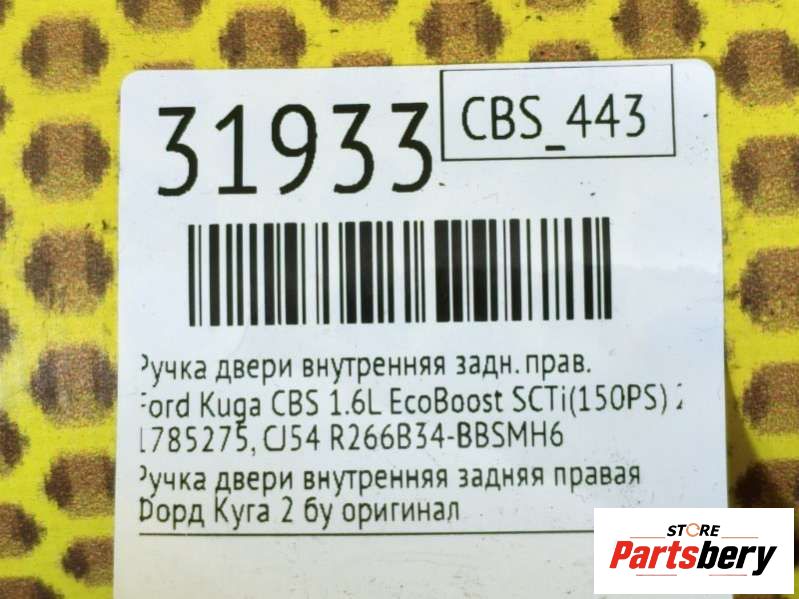 31933
CBS_443
Ручка двери внутренняя задн. прав.
Ford Kuga CBS 1.6L EcoBoost SCTi(150PS) 2
1785275, CJ54 R266B34-BBSMH6
Ручка двери внутренняя задняя правая
Форд Куга 2 бу оригинал
STORE
Partsbery